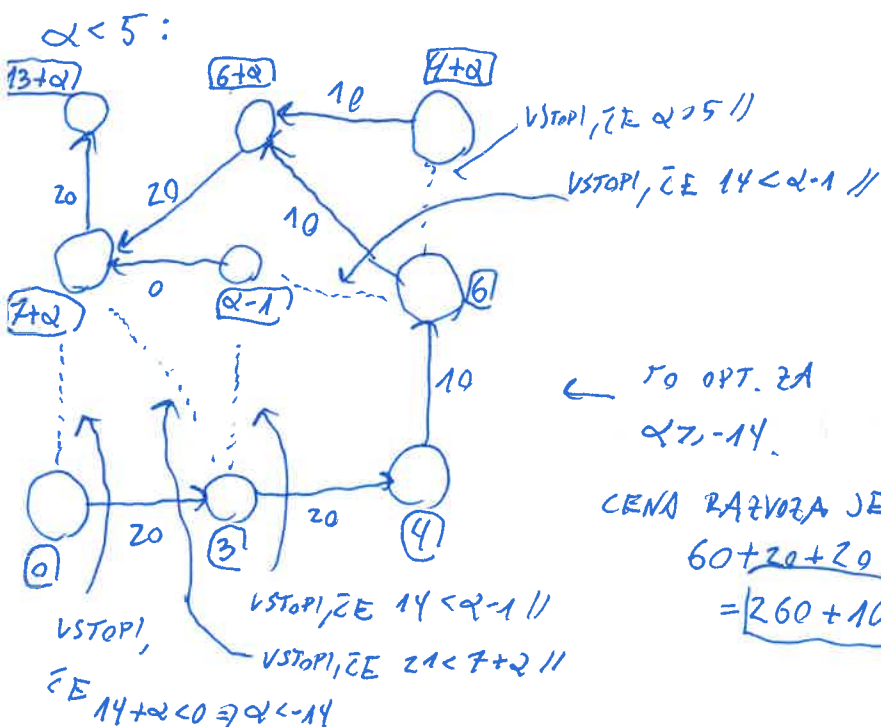 α < 5 :
13+α
6+α
4+α
10
VSTOPI, ČE α > 5 //
VSTOPI, ČE 14 < α-1 //
20
20
10
0
7+α
α-1
6
10
← TO OPT. ZA
α ≥ -14.
20
20
0
3
4
CENA RAZVOZA JE
60+20+20
= 260+10
VSTOPI, ČE 14 < α-1 //
VSTOPI,
VSTOPI, ČE 21 < 7+α //
ČE
14+α<0 ⇒ α<-14